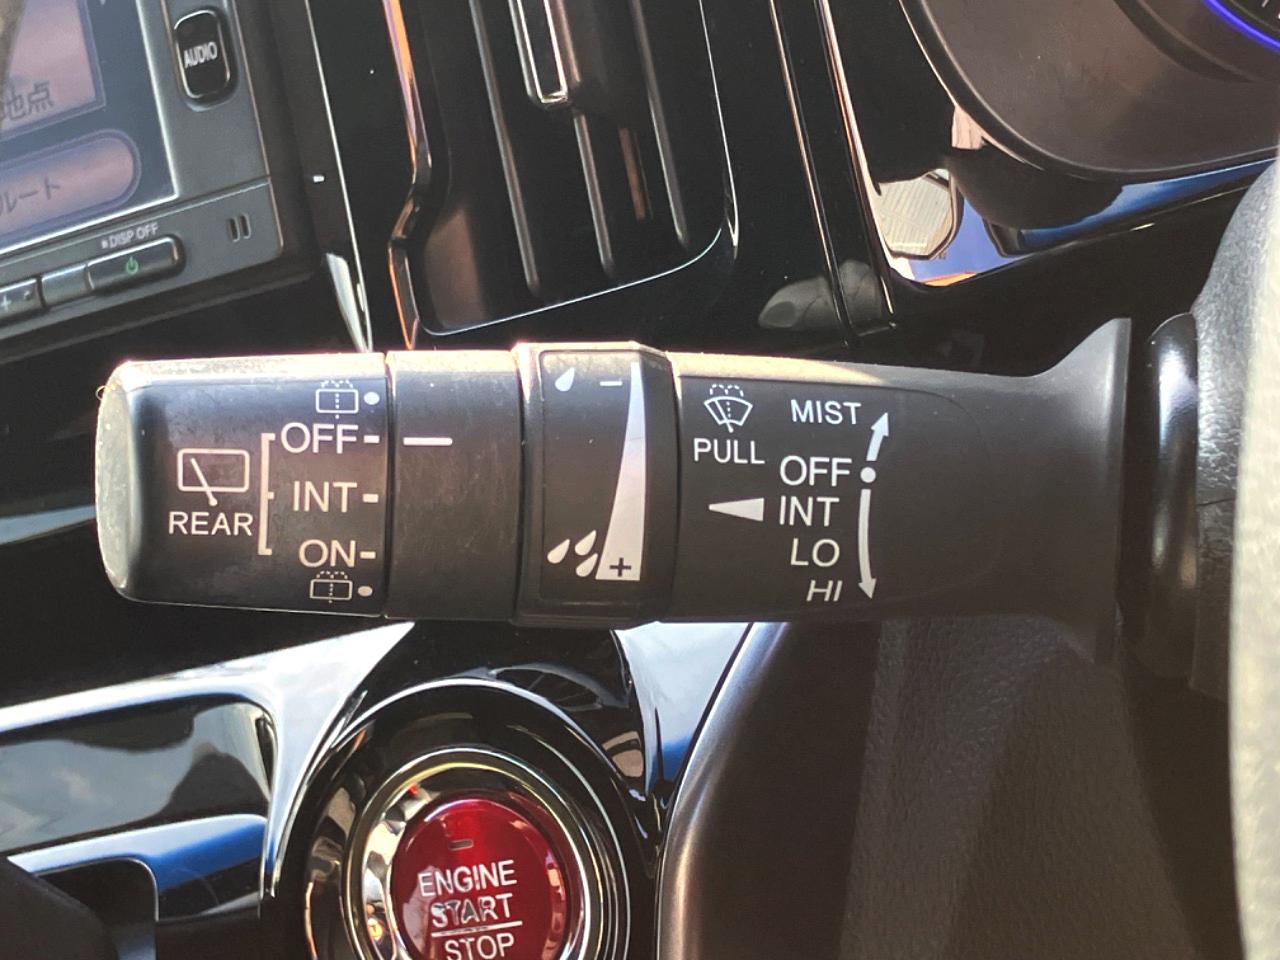 AUDIO
地点
ルート
DISP OFF
+
-
OFF
INT
ON
REAR
-
+
PULL
MIST
OFF
INT
LO
HI
ENGINE
START
STOP